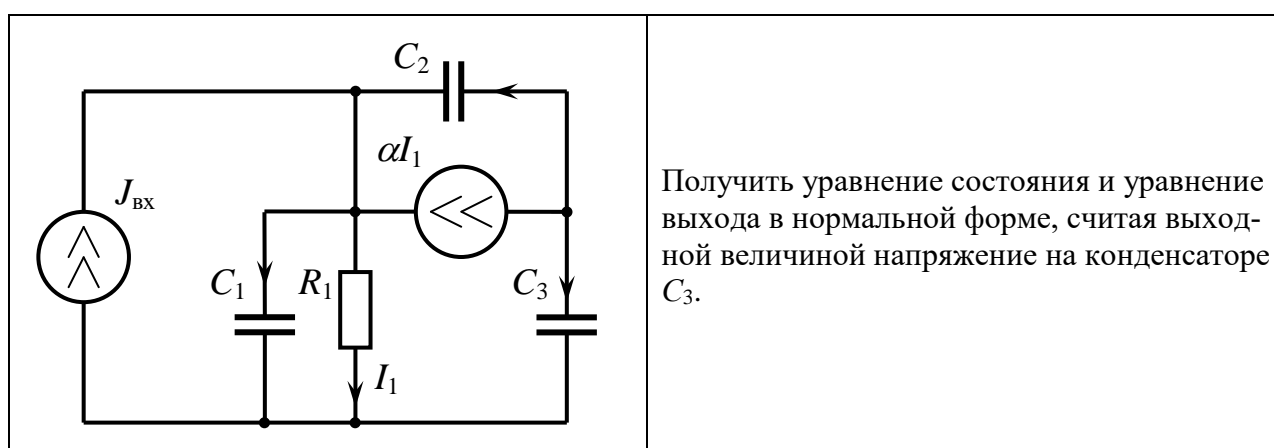 C₂
αI₁
Jвх
C₁
R₁
C₃
I₁
Получить уравнение состояния и уравнение
выхода в нормальной форме, считая выход-
ной величиной напряжение на конденсаторе
C₃.